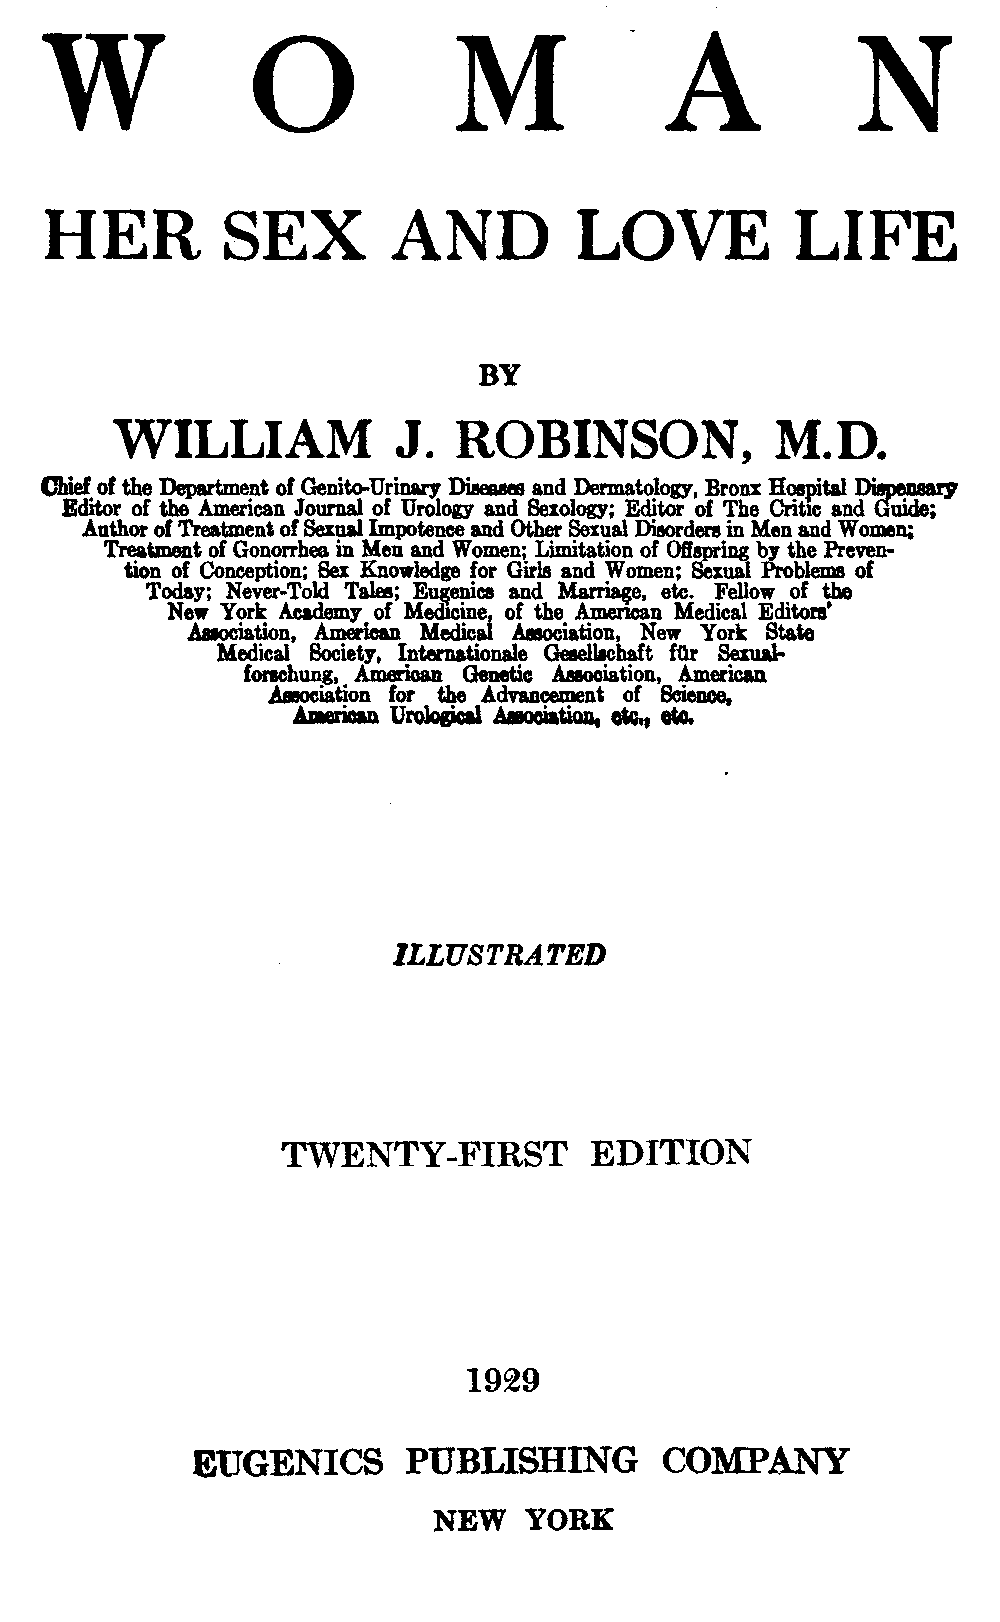 WOMAN
HER SEX AND LOVE LIFE
BY
WILLIAM J. ROBINSON, M.D.
Chief of the Department of Genito-Urinary Diseases and Dermatology, Bronx Hospital Dispensary
Editor of the American Journal of Urology and Sexology; Editor of The Critic and Guide;
Author of Treatment of Sexual Impotence and Other Sexual Disorders in Men and Women;
Treatment of Gonorrhea in Men and Women; Limitation of Offspring by the Preven-
tion of Conception; Sex Knowledge for Girls and Women; Sexual Problems of
Today; Never-Told Tales; Eugenics and Marriage, etc. Fellow of the
New York Academy of Medicine, of the American Medical Editors'
Association, American Medical Association, New York State
Medical Society, Internationale Gesellschaft für Sexual-
forschung, American Genetic Association, American
Association for the Advancement of Science,
American Urological Association, etc., etc.
ILLUSTRATED
TWENTY-FIRST EDITION
1929
EUGENICS PUBLISHING COMPANY
NEW YORK